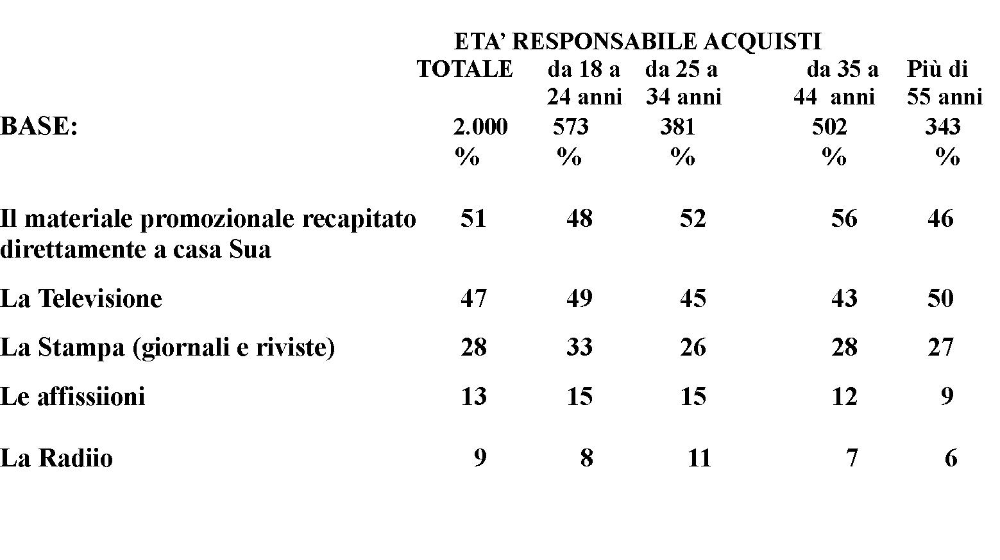 ETA’ RESPONSABILE ACQUISTI
TOTALE da 18 a da 25 a da 35 a Più di
24 anni 34 anni 44 anni 55 anni
BASE: 2.000 573 381 502 343
% % % % %
Il materiale promozionale recapitato 51 48 52 56 46
direttamente a casa Sua
La Televisione 47 49 45 43 50
La Stampa (giornali e riviste) 28 33 26 28 27
Le affissiioni 13 15 15 12 9
La Radiio 9 8 11 7 6